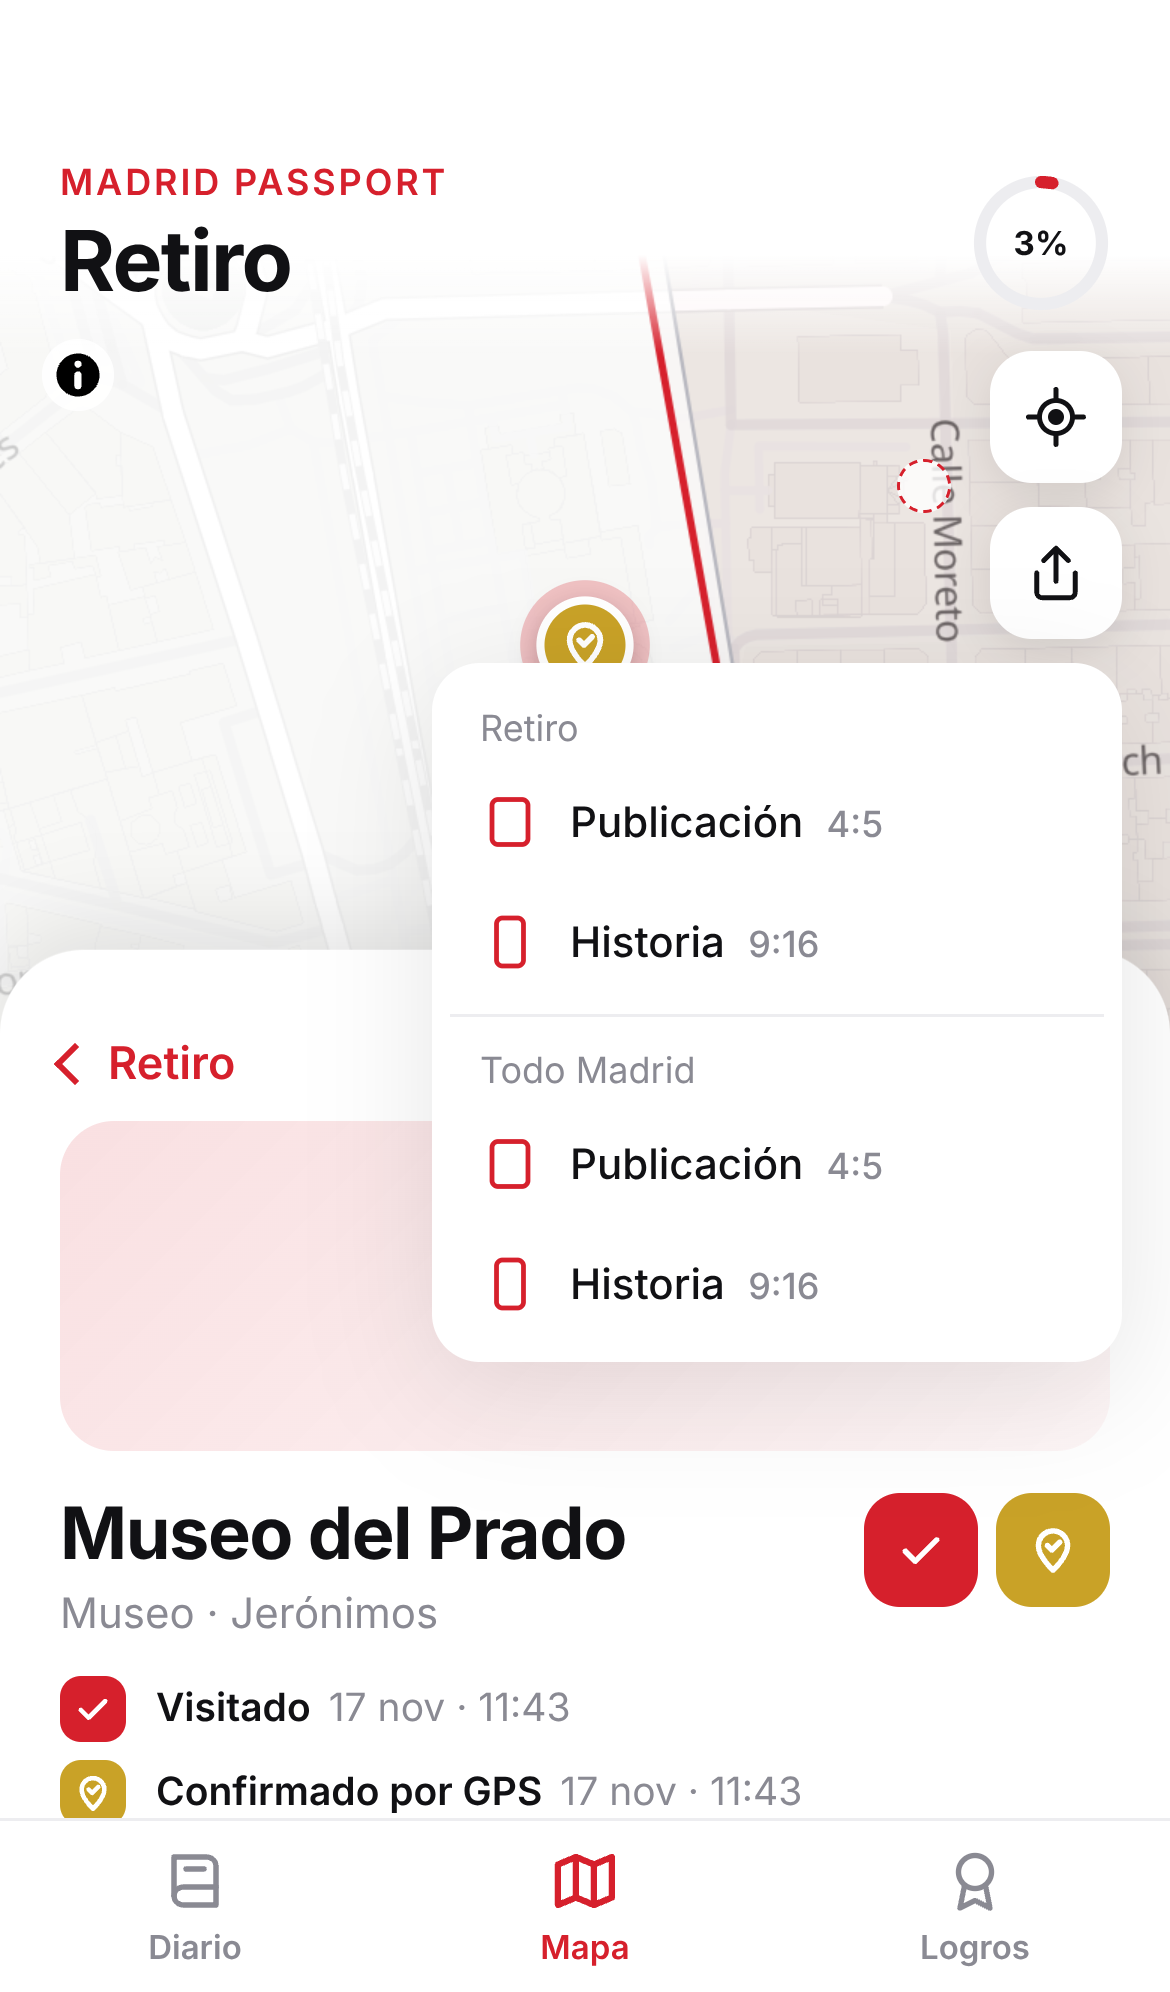 MADRID PASSPORT
Retiro
3%
Calle Moreto
ch
Retiro
Publicación 4:5
Historia 9:16
Todo Madrid
Publicación 4:5
Historia 9:16
Retiro
Museo del Prado
Museo · Jerónimos
Visitado 17 nov · 11:43
Confirmado por GPS 17 nov · 11:43
Diario
Mapa
Logros